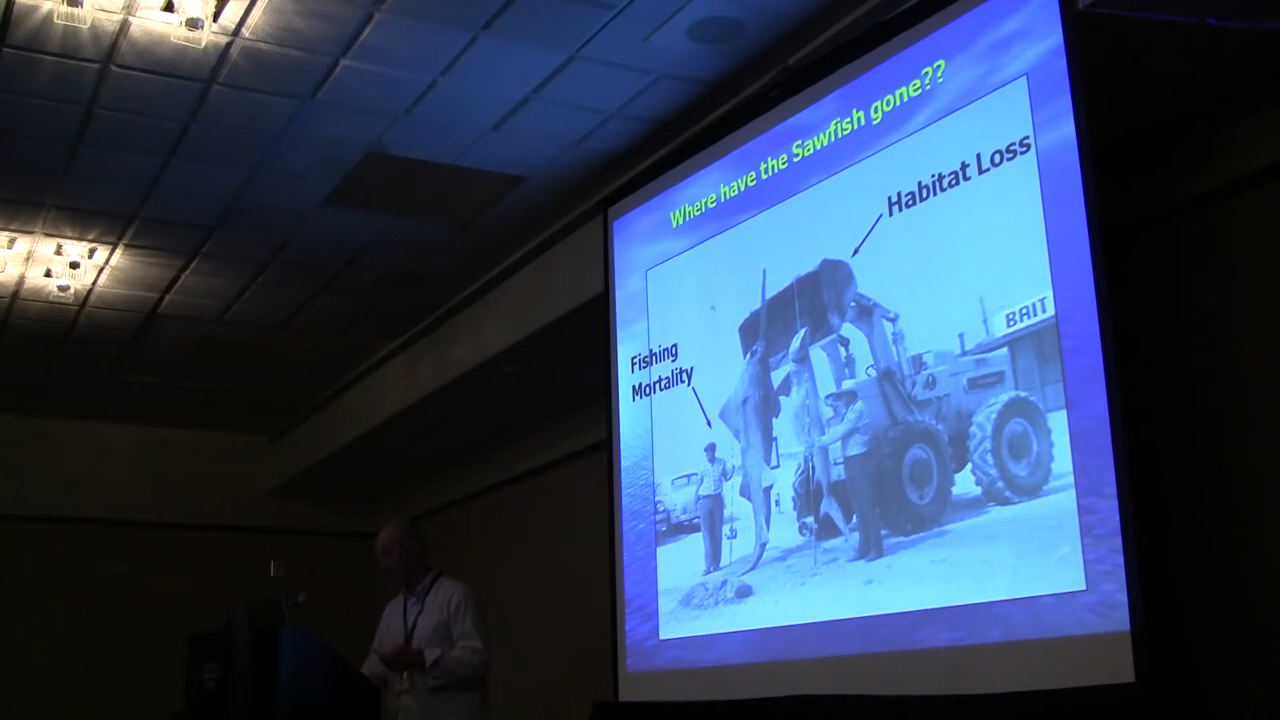 Where have the Sawfish gone??
Habitat Loss
BAIT
Fishing
Mortality